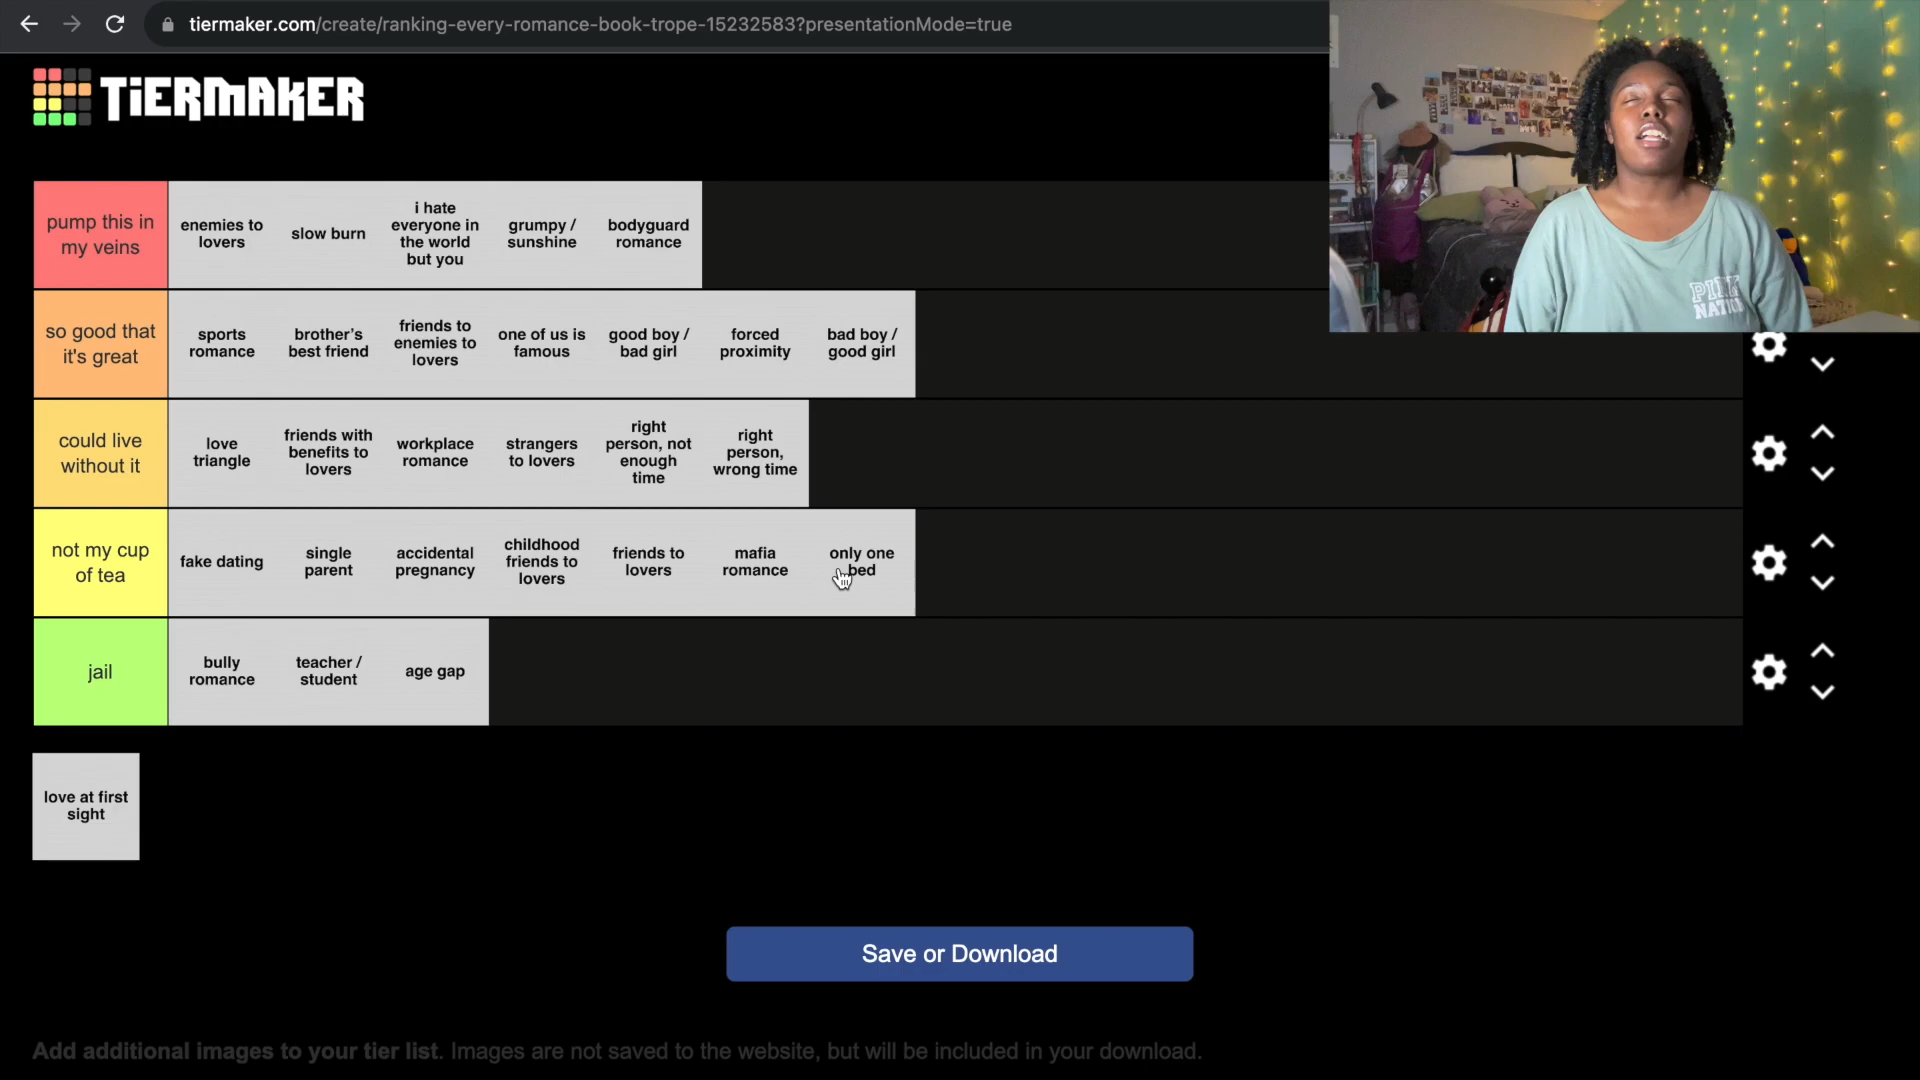 tiermaker.com/create/ranking-every-romance-book-trope-15232583?presentationMode=true
TiERMAKER
pump this in
my veins
enemies to
lovers
slow burn
i hate
everyone in
the world
but you
grumpy /
sunshine
bodyguard
romance
so good that
it's great
sports
romance
brother's
best friend
friends to
enemies to
lovers
one of us is
famous
good boy /
bad girl
forced
proximity
bad boy /
good girl
could live
without it
love
triangle
friends with
benefits to
lovers
workplace
romance
strangers
to lovers
right
person, not
enough
time
right
person,
wrong time
not my cup
of tea
fake dating
single
parent
accidental
pregnancy
childhood
friends to
lovers
friends to
lovers
mafia
romance
only one
bed
jail
bully
romance
teacher /
student
age gap
love at first
sight
Save or Download
Add additional images to your tier list. Images are not saved to the website, but will be included in your download.
PINK
NATION